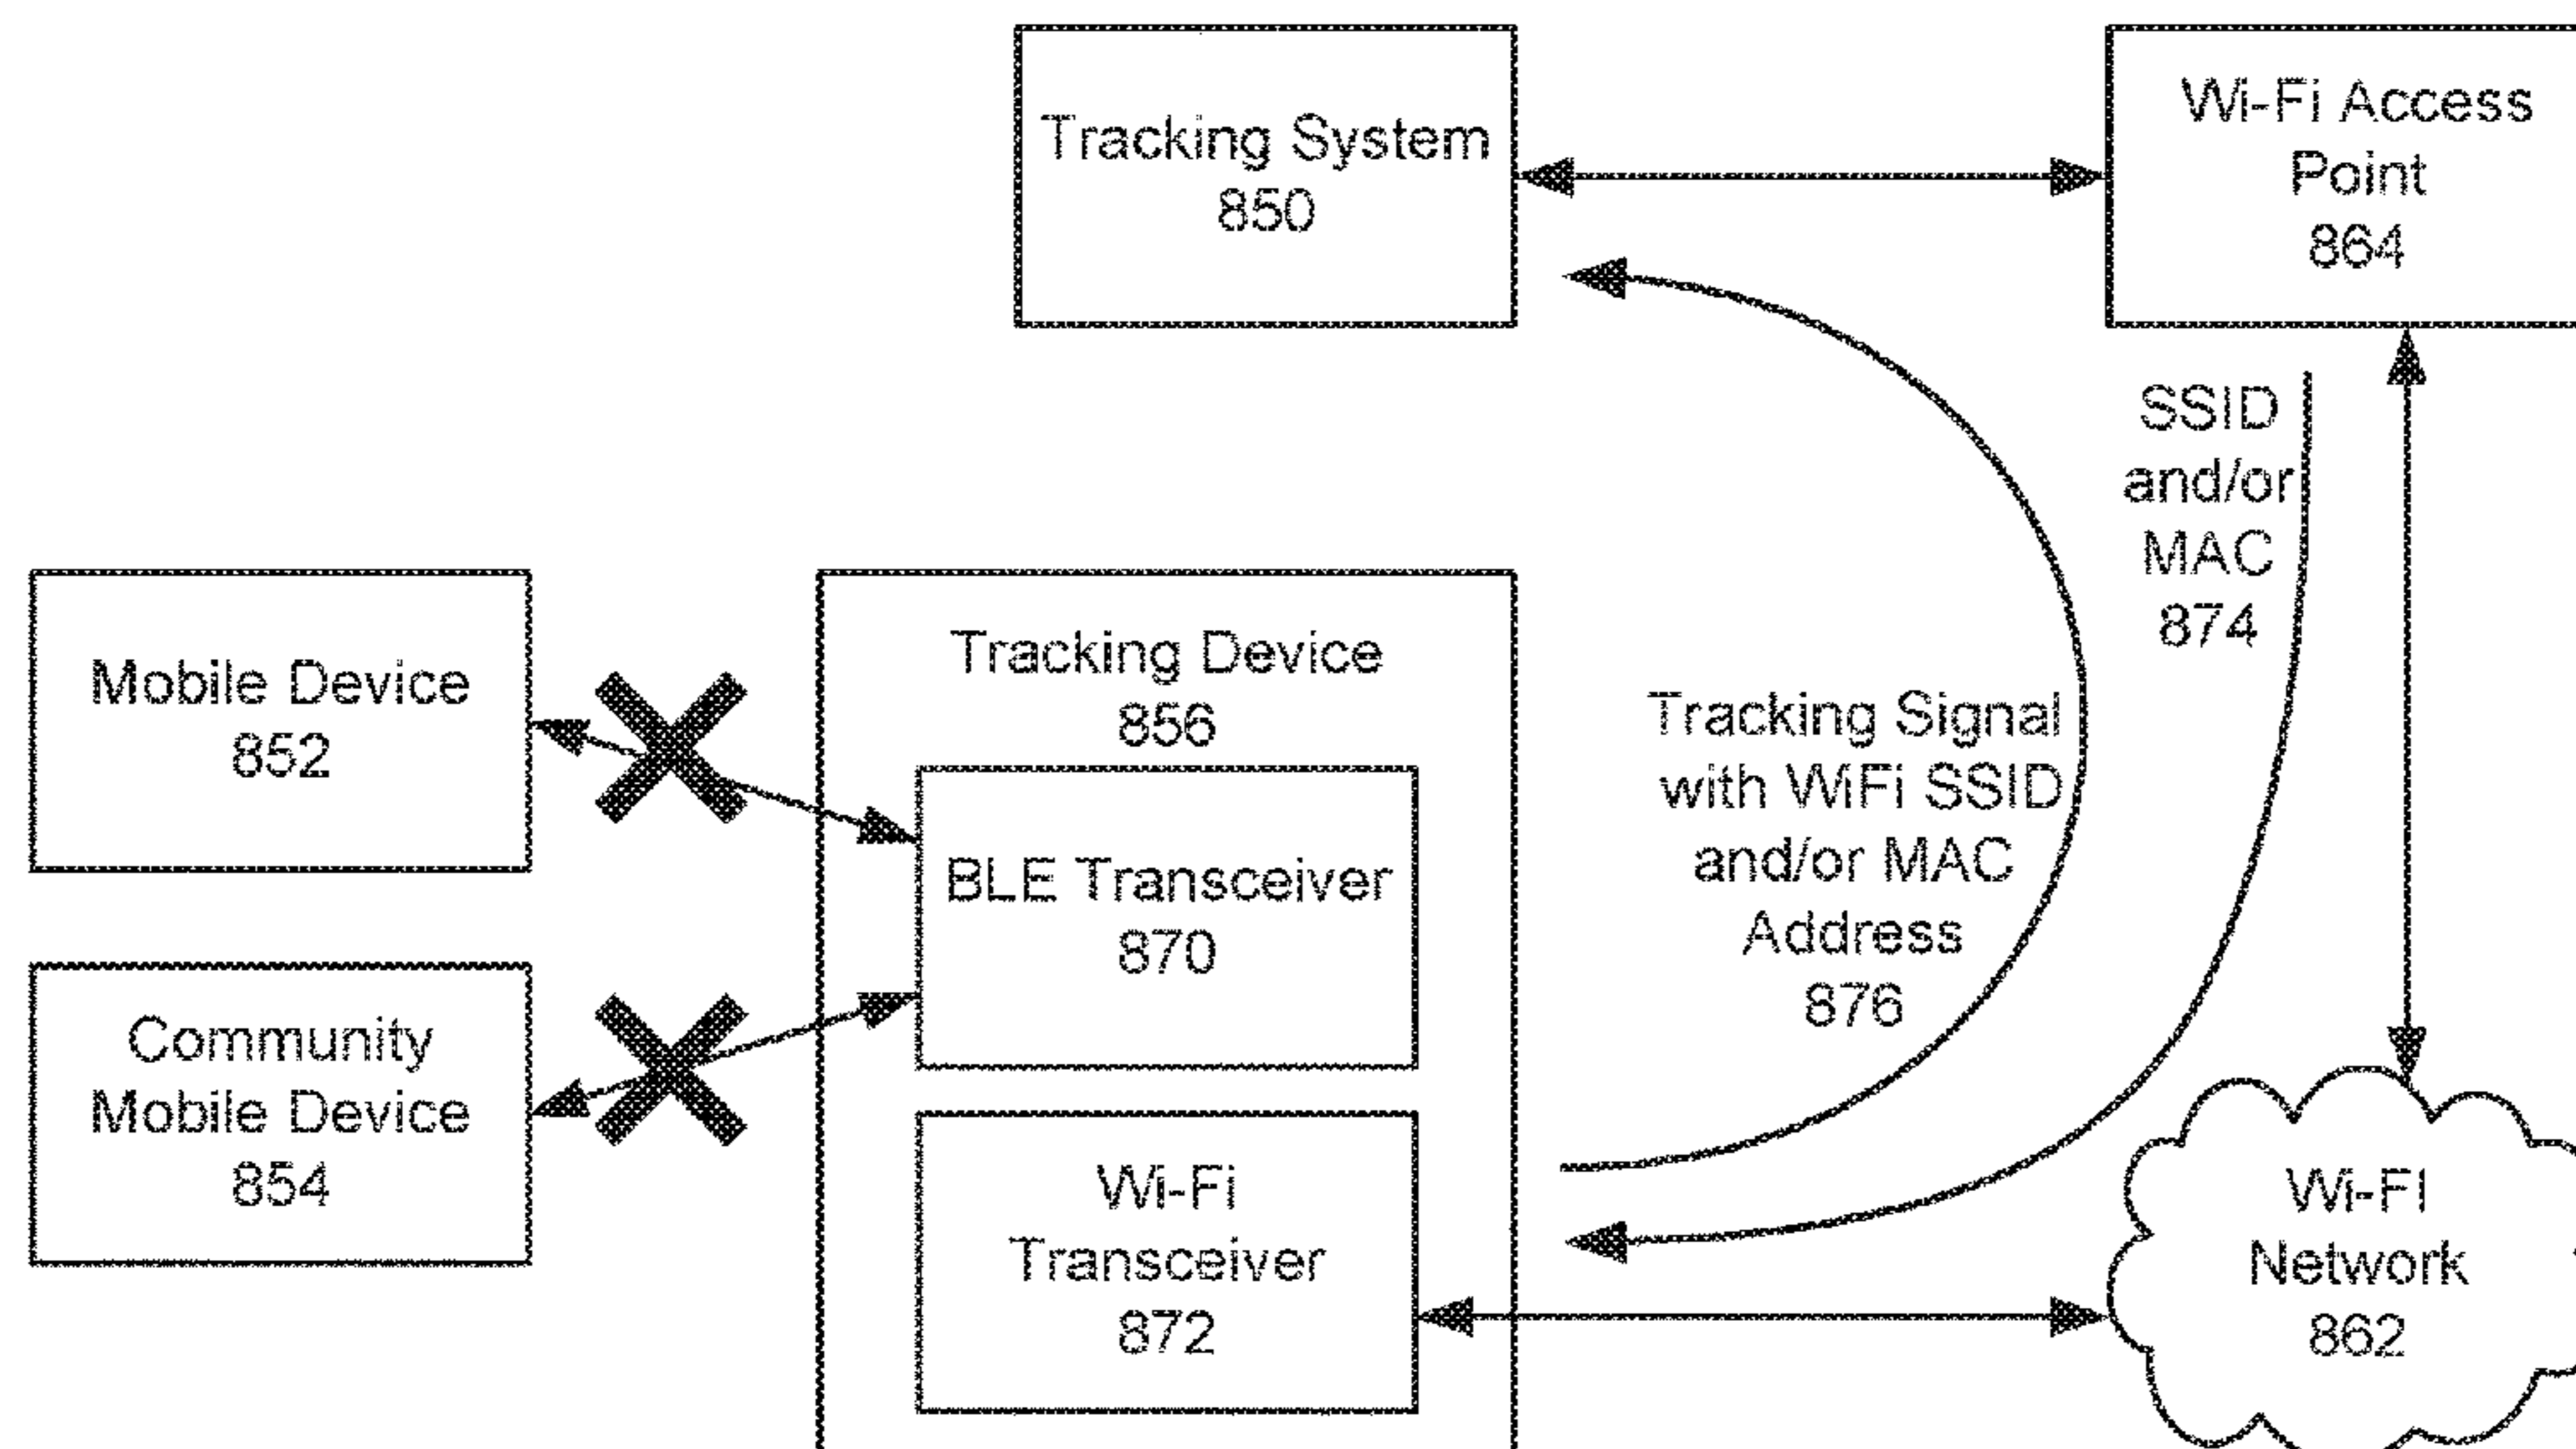 Tracking System
850
Wi-Fi Access
Point
864
SSID
and/or
MAC
874
Mobile Device
852
Tracking Device
856
Tracking Signal
with WiFi SSID
and/or MAC
Address
876
BLE Transceiver
870
Community
Mobile Device
854
Wi-Fi
Transceiver
872
Wi-FI
Network
862